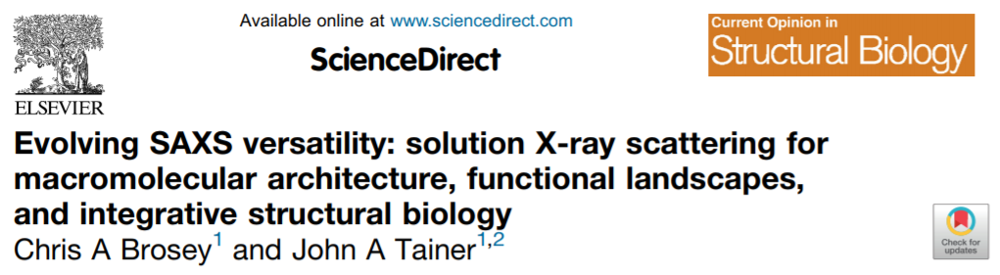 Available online at www.sciencedirect.com
ScienceDirect
Current Opinion in
Structural Biology
ELSEVIER
Evolving SAXS versatility: solution X-ray scattering for
macromolecular architecture, functional landscapes,
and integrative structural biology
Chris A Brosey1 and John A Tainer1,2
Check for
updates